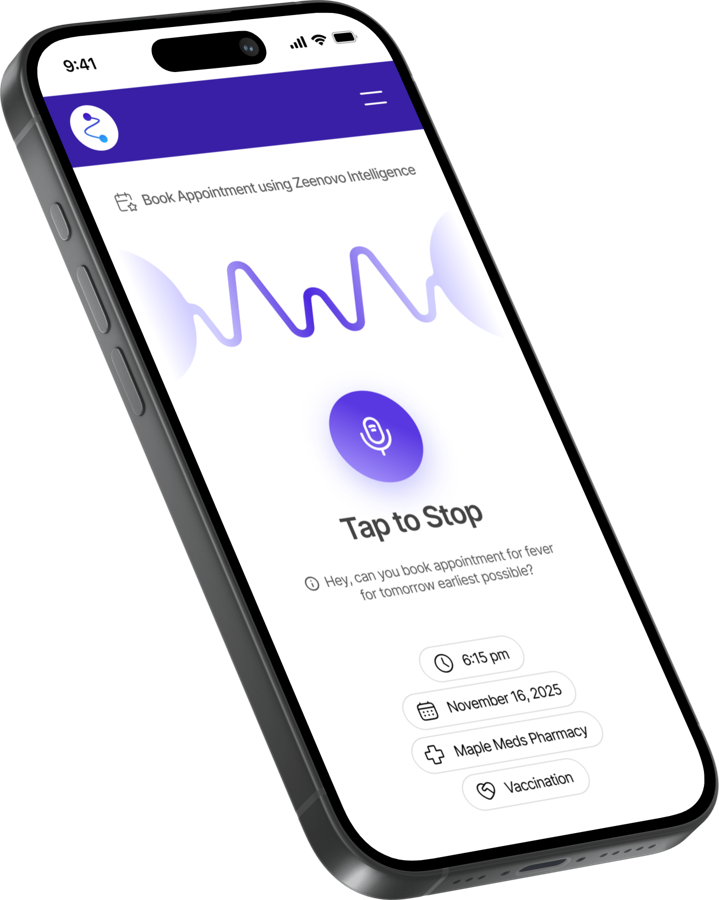 9:41
Book Appointment using Zeenovo Intelligence
Tap to Stop
Hey, can you book appointment for fever
for tomorrow earliest possible?
6:15 pm
November 16, 2025
Maple Meds Pharmacy
Vaccination